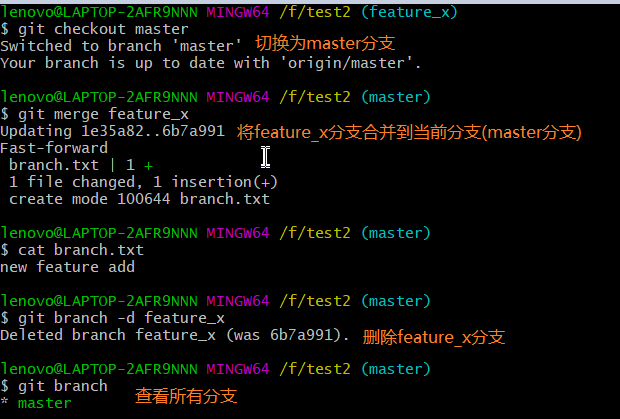 lenovo@LAPTOP-2AFR9NNN MINGW64 /f/test2 (feature_x)
$ git checkout master
Switched to branch 'master' 切换为master分支
Your branch is up to date with 'origin/master'.
lenovo@LAPTOP-2AFR9NNN MINGW64 /f/test2 (master)
$ git merge feature_x
Updating 1e35a82..6b7a991 将feature_x分支合并到当前分支(master分支)
Fast-forward
branch.txt | 1 +
1 file changed, 1 insertion(+)
create mode 100644 branch.txt
lenovo@LAPTOP-2AFR9NNN MINGW64 /f/test2 (master)
$ cat branch.txt
new feature add
lenovo@LAPTOP-2AFR9NNN MINGW64 /f/test2 (master)
$ git branch -d feature_x
Deleted branch feature_x (was 6b7a991). 删除feature_x分支
lenovo@LAPTOP-2AFR9NNN MINGW64 /f/test2 (master)
$ git branch 查看所有分支
* master